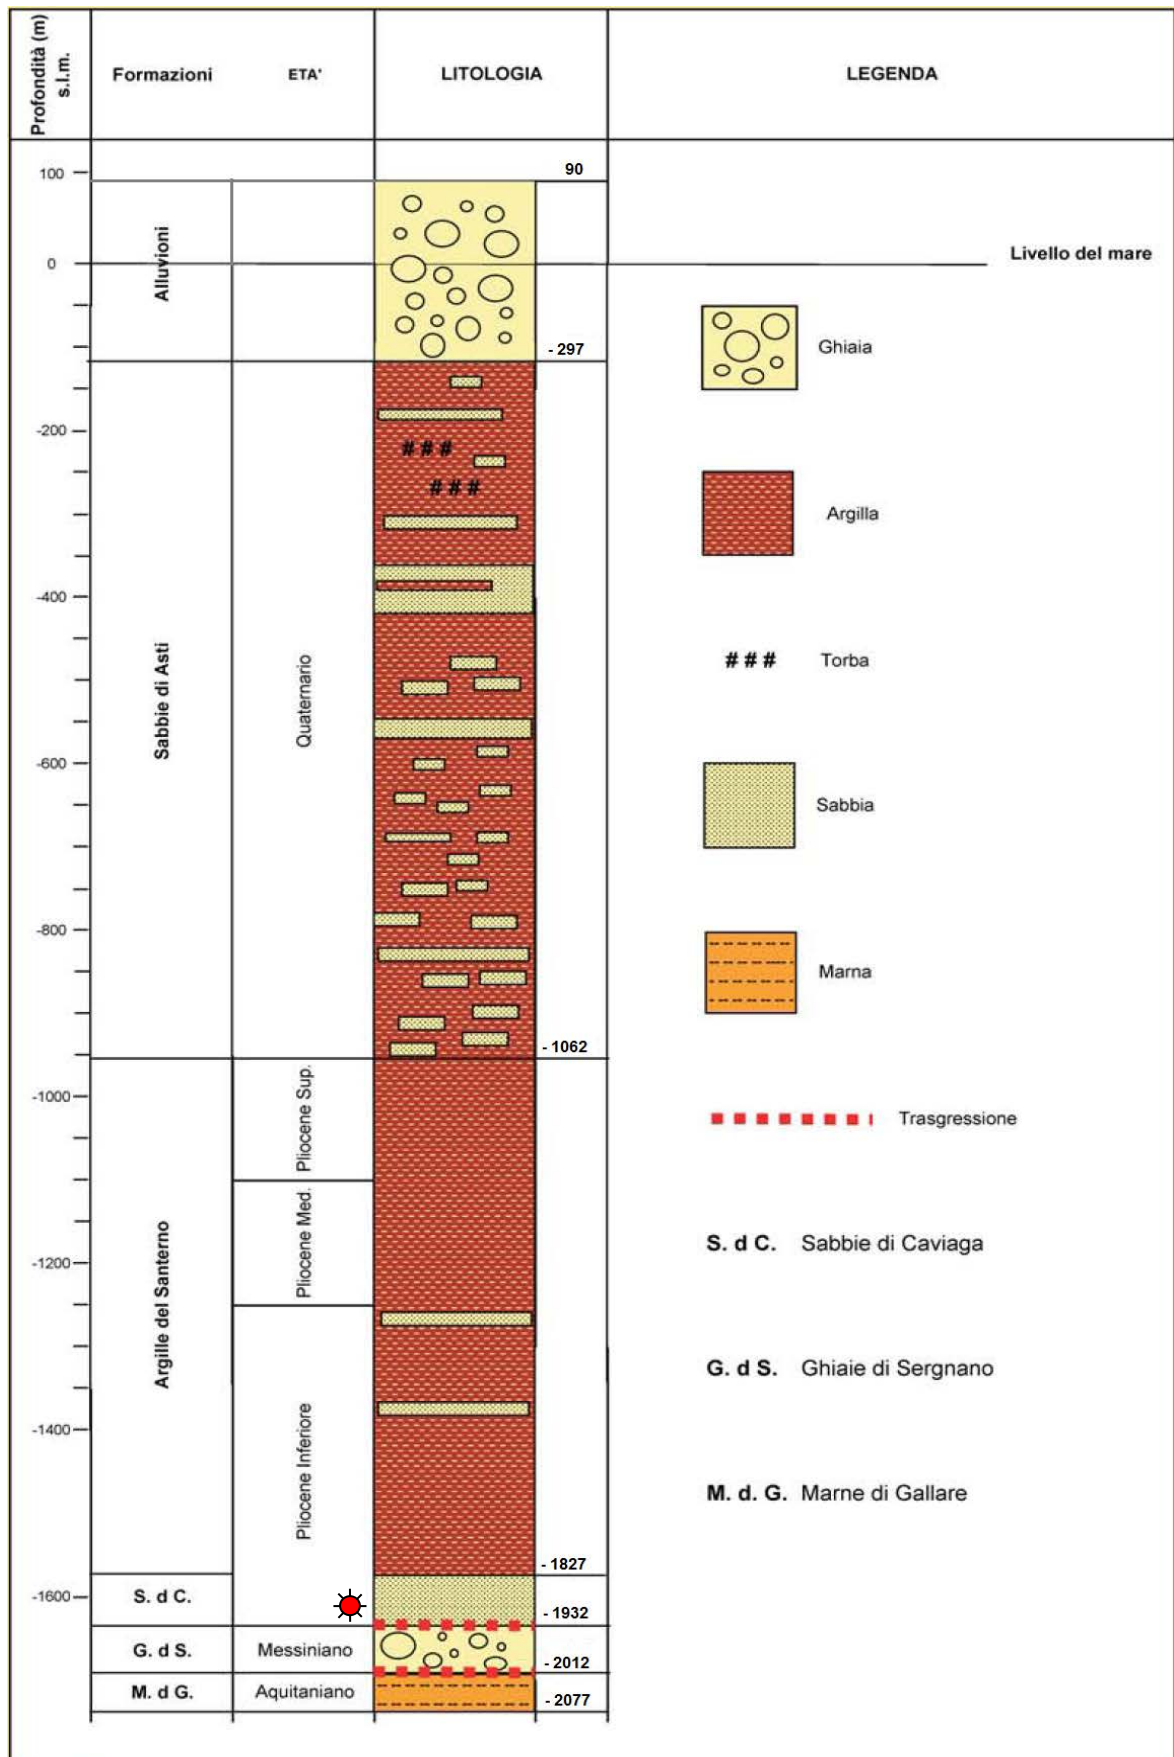 Profondità (m)
s.l.m.
Formazioni
ETA'
LITOLOGIA
LEGENDA
100
90
Alluvioni
0
Livello del mare
Ghiaia
- 297
-200
# # #
# # #
Argilla
-400
Sabbie di Asti
Quaternario
# # #
Torba
-600
Sabbia
-800
Marna
- 1062
-1000
Pliocene Sup.
Trasgressione
Pliocene Med.
S. d C. Sabbie di Caviaga
-1200
Argille del Santerno
G. d S. Ghiaie di Sergnano
-1400
Pliocene Inferiore
M. d. G. Marne di Gallare
- 1827
-1600
S. d C.
- 1932
G. d S.
Messiniano
- 2012
M. d G.
Aquitaniano
- 2077